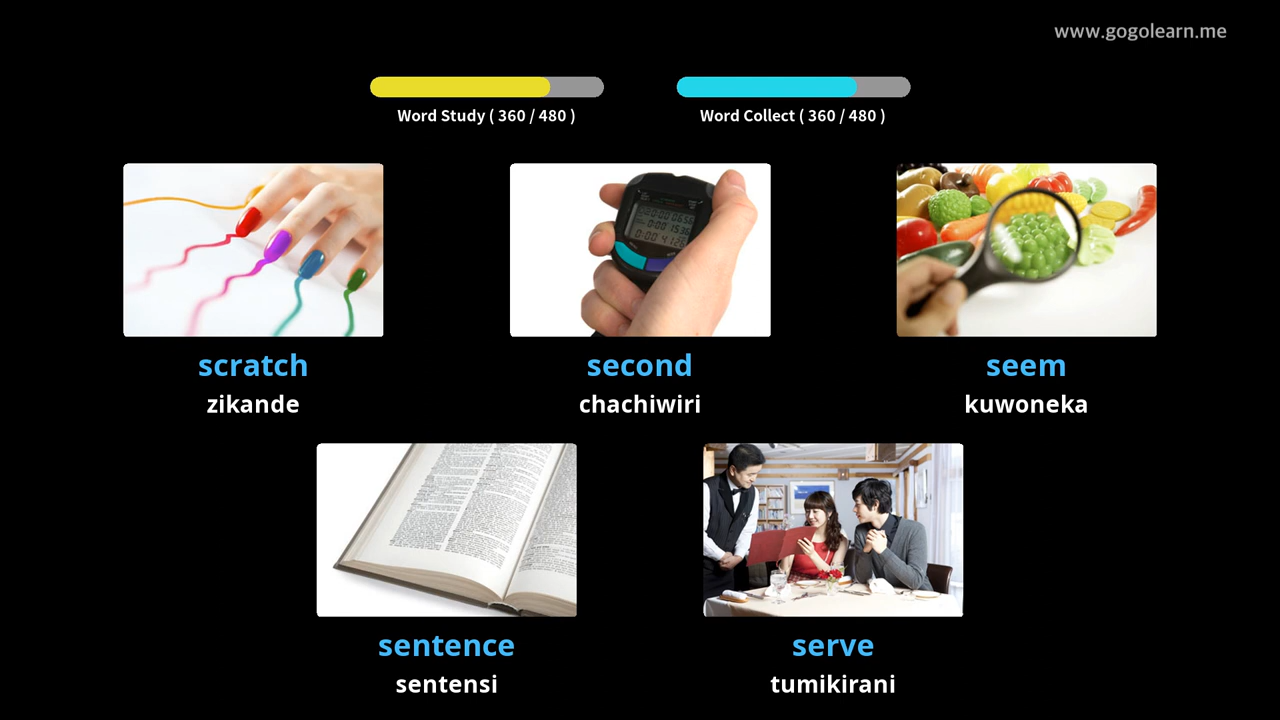 www.gogolearn.me
Word Study ( 360 / 480 )
Word Collect ( 360 / 480 )
scratch
zikande
second
chachiwiri
seem
kuwoneka
sentence
sentensi
serve
tumikirani